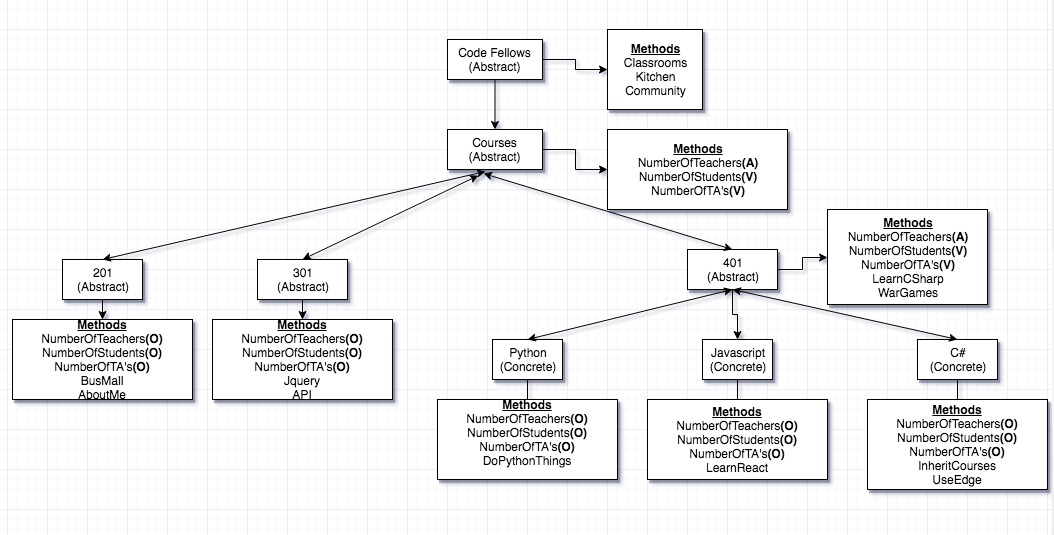 Code Fellows
(Abstract)
Methods
Classrooms
Kitchen
Community
Courses
(Abstract)
Methods
NumberOfTeachers(A)
NumberOfStudents(V)
NumberOfTA's(V)
201
(Abstract)
301
(Abstract)
401
(Abstract)
Methods
NumberOfTeachers(A)
NumberOfStudents(V)
NumberOfTA's(V)
LearnCSharp
WarGames
Methods
NumberOfTeachers(O)
NumberOfStudents(O)
NumberOfTA's(O)
BusMall
AboutMe
Methods
NumberOfTeachers(O)
NumberOfStudents(O)
NumberOfTA's(O)
Jquery
API
Python
(Concrete)
Javascript
(Concrete)
C#
(Concrete)
Methods
NumberOfTeachers(O)
NumberOfStudents(O)
NumberOfTA's(O)
DoPythonThings
Methods
NumberOfTeachers(O)
NumberOfStudents(O)
NumberOfTA's(O)
LearnReact
Methods
NumberOfTeachers(O)
NumberOfStudents(O)
NumberOfTA's(O)
InheritCourses
UseEdge